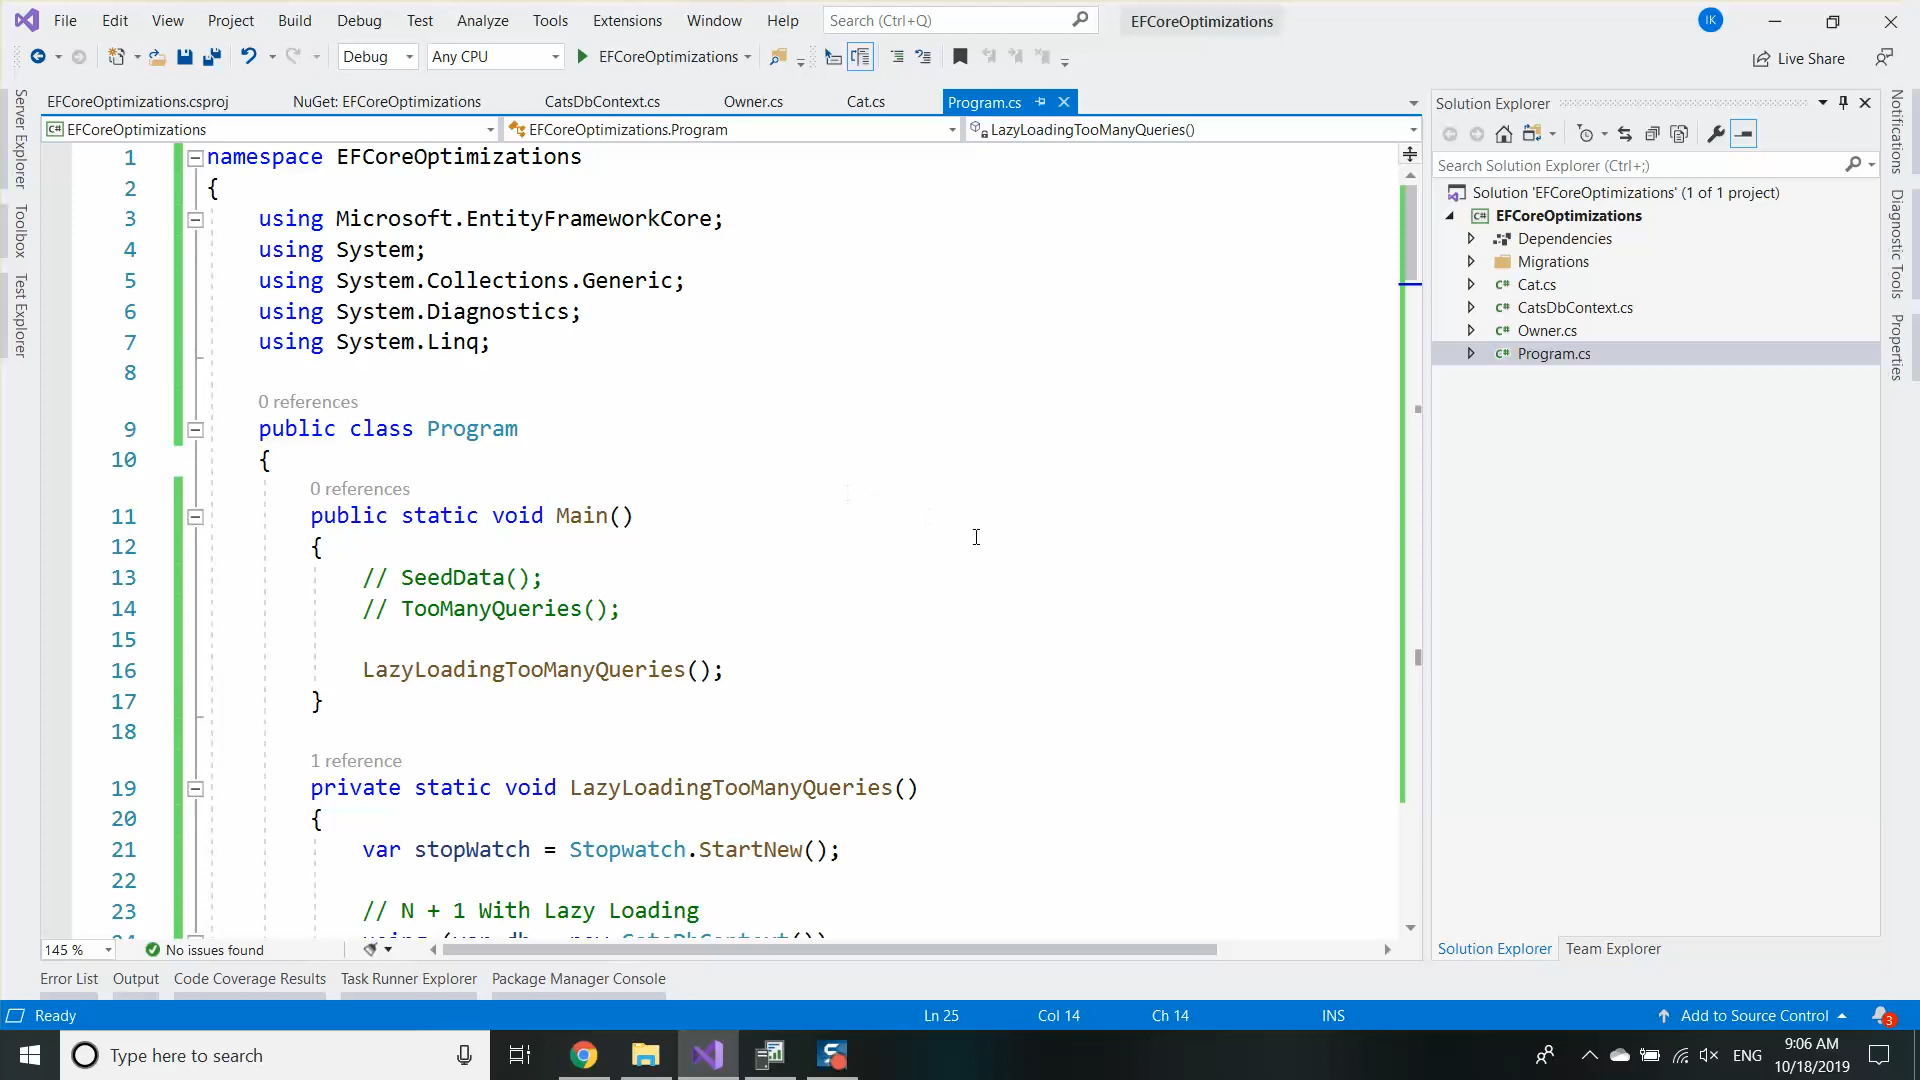 File Edit View Project Build Debug Test Analyze Tools Extensions Window Help Search (Ctrl+Q) EFCoreOptimizations IK
Debug Any CPU EFCoreOptimizations Live Share
EFCoreOptimizations.csproj NuGet: EFCoreOptimizations CatsDbContext.cs Owner.cs Cat.cs Program.cs
C# EFCoreOptimizations EFCoreOptimizations.Program LazyLoadingTooManyQueries()
Server Explorer
Toolbox
Test Explorer
1 namespace EFCoreOptimizations
2 {
3 using Microsoft.EntityFrameworkCore;
4 using System;
5 using System.Collections.Generic;
6 using System.Diagnostics;
7 using System.Linq;
8
0 references
9 public class Program
10 {
0 references
11 public static void Main()
12 {
13 // SeedData();
14 // TooManyQueries();
15
16 LazyLoadingTooManyQueries();
17 }
18
1 reference
19 private static void LazyLoadingTooManyQueries()
20 {
21 var stopWatch = Stopwatch.StartNew();
22
23 // N + 1 With Lazy Loading
24 using (var db = new CatsDbContext())
145 % No issues found
Solution Explorer
Search Solution Explorer (Ctrl+;)
Solution 'EFCoreOptimizations' (1 of 1 project)
C# EFCoreOptimizations
Dependencies
Migrations
C# Cat.cs
C# CatsDbContext.cs
C# Owner.cs
C# Program.cs
Solution Explorer Team Explorer
Notifications
Diagnostic Tools
Properties
Error List Output Code Coverage Results Task Runner Explorer Package Manager Console
Ready Ln 25 Col 14 Ch 14 INS Add to Source Control 3
Type here to search ENG 9:06 AM
10/18/2019